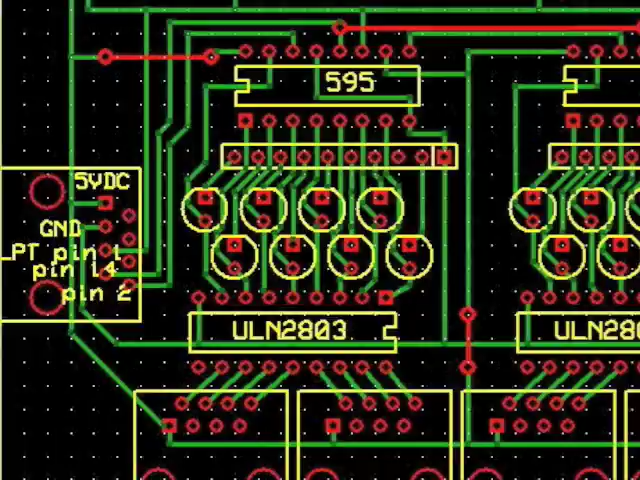 595
5VDC
GND
LPT pin 1
pin 14
pin 2
ULN2803
ULN280